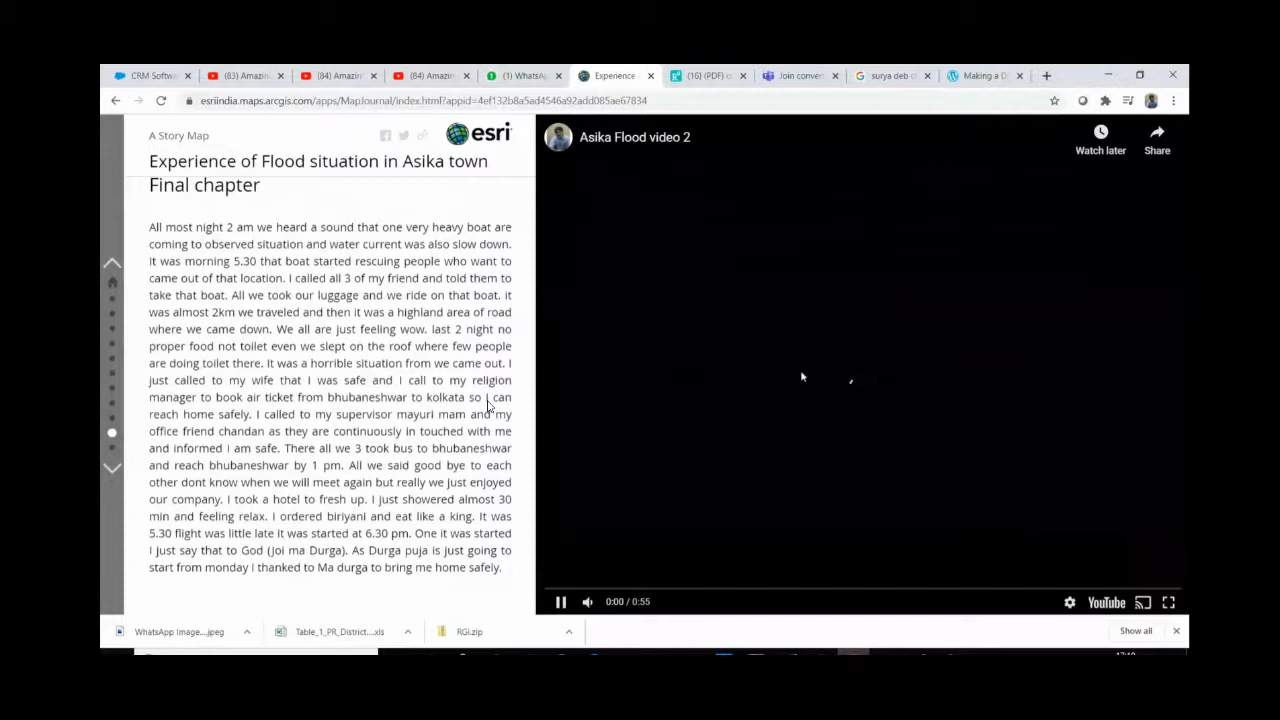 CRM Softw
(83) Amazin
(84) Amazin
(84) Amazin
(1) WhatsA
Experience
(16) (PDF) o
Join conver
surya deb c
Making a D
esriindia.maps.arcgis.com/apps/MapJournal/index.html?appid=4ef132b8a5ad4546a92add085ae67834
A Story Map
esri
Experience of Flood situation in Asika town
Final chapter
All most night 2 am we heard a sound that one very heavy boat are
coming to observed situation and water current was also slow down.
It was morning 5.30 that boat started rescuing people who want to
came out of that location. I called all 3 of my friend and told them to
take that boat. All we took our luggage and we ride on that boat. it
was almost 2km we traveled and then it was a highland area of road
where we came down. We all are just feeling wow. last 2 night no
proper food not toilet even we slept on the roof where few people
are doing toilet there. It was a horrible situation from we came out. I
just called to my wife that I was safe and I call to my religion
manager to book air ticket from bhubaneshwar to kolkata so I can
reach home safely. I called to my supervisor mayuri mam and my
office friend chandan as they are continuously in touched with me
and informed I am safe. There all we 3 took bus to bhubaneshwar
and reach bhubaneshwar by 1 pm. All we said good bye to each
other dont know when we will meet again but really we just enjoyed
our company. I took a hotel to fresh up. I just showered almost 30
min and feeling relax. I ordered biriyani and eat like a king. It was
5.30 flight was little late it was started at 6.30 pm. One it was started
I just say that to God (Joi ma Durga). As Durga puja is just going to
start from monday I thanked to Ma durga to bring me home safely.
Asika Flood video 2
Watch later
Share
0:00 / 0:55
YouTube
WhatsApp Image....jpeg
Table_1_PR_District....xls
RGI.zip
Show all